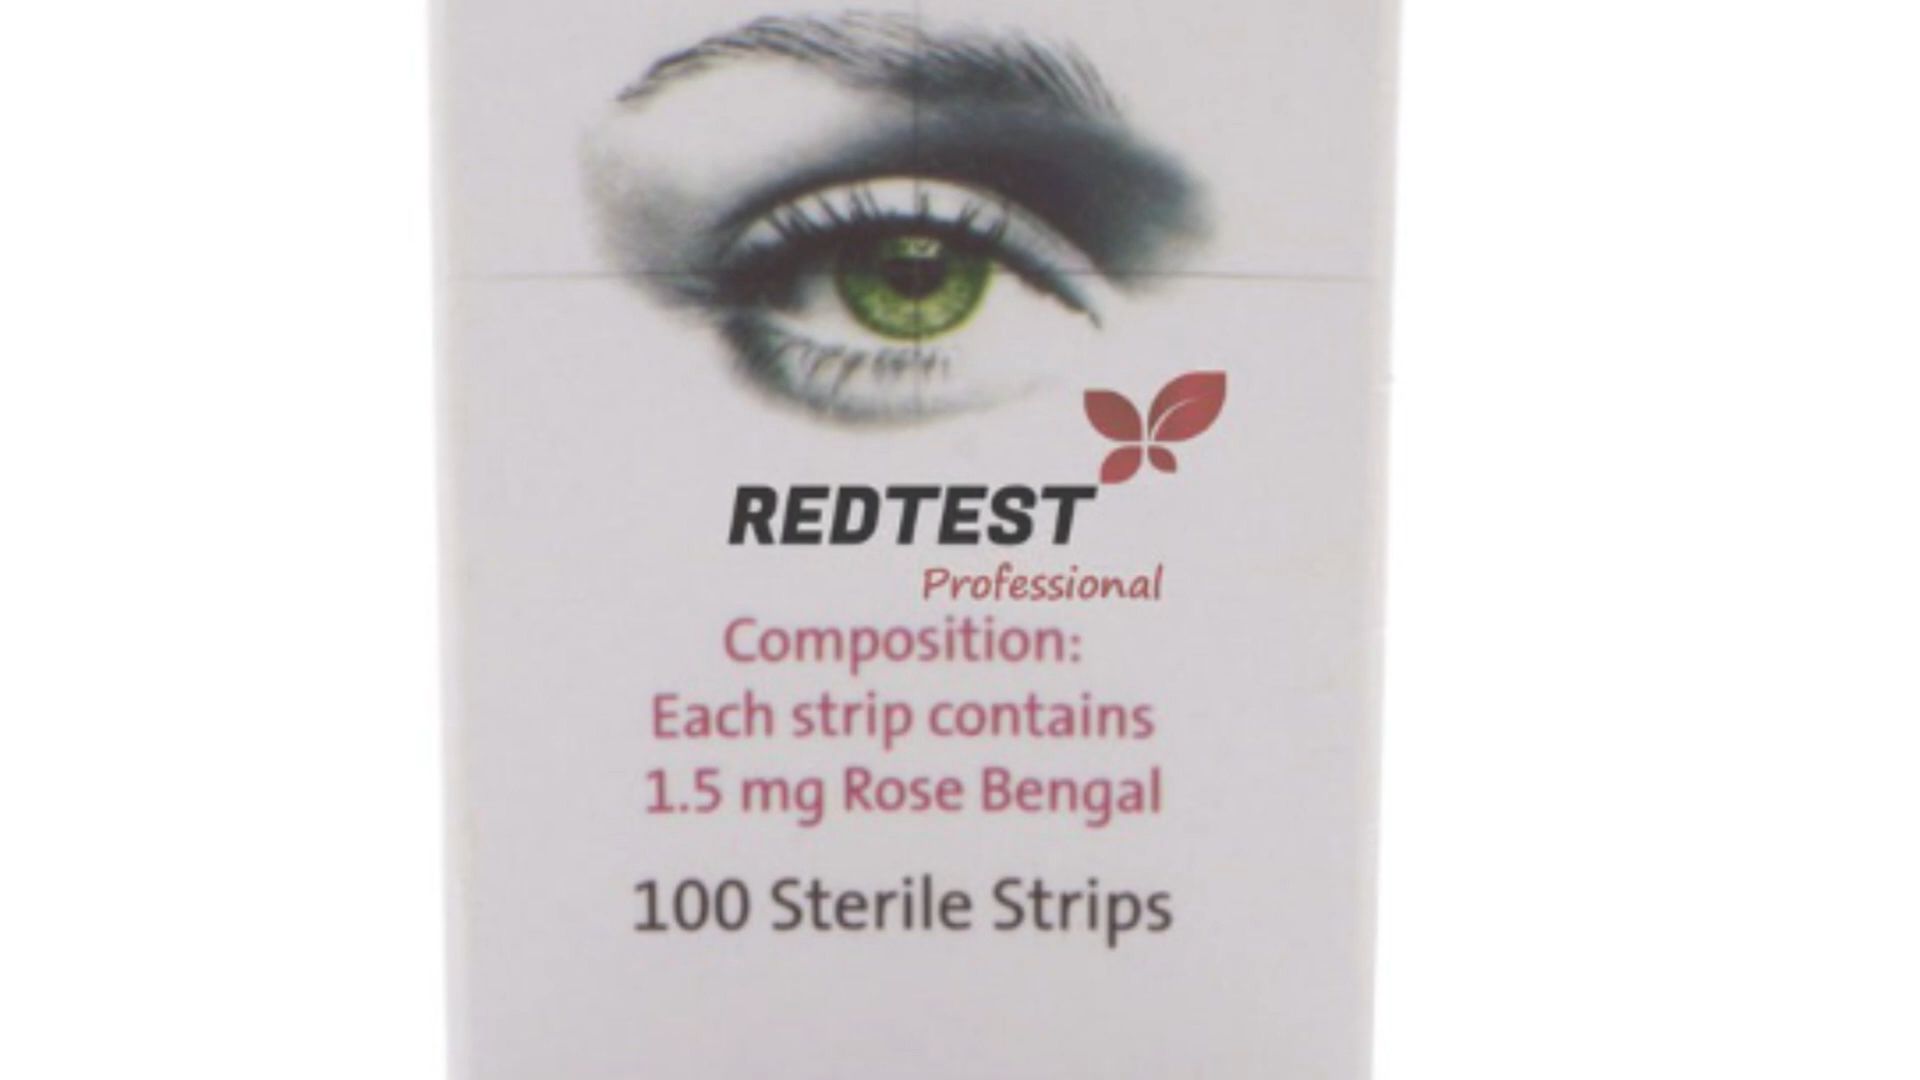 REDTEST
Professional
Composition:
Each strip contains
1.5 mg Rose Bengal
100 Sterile Strips